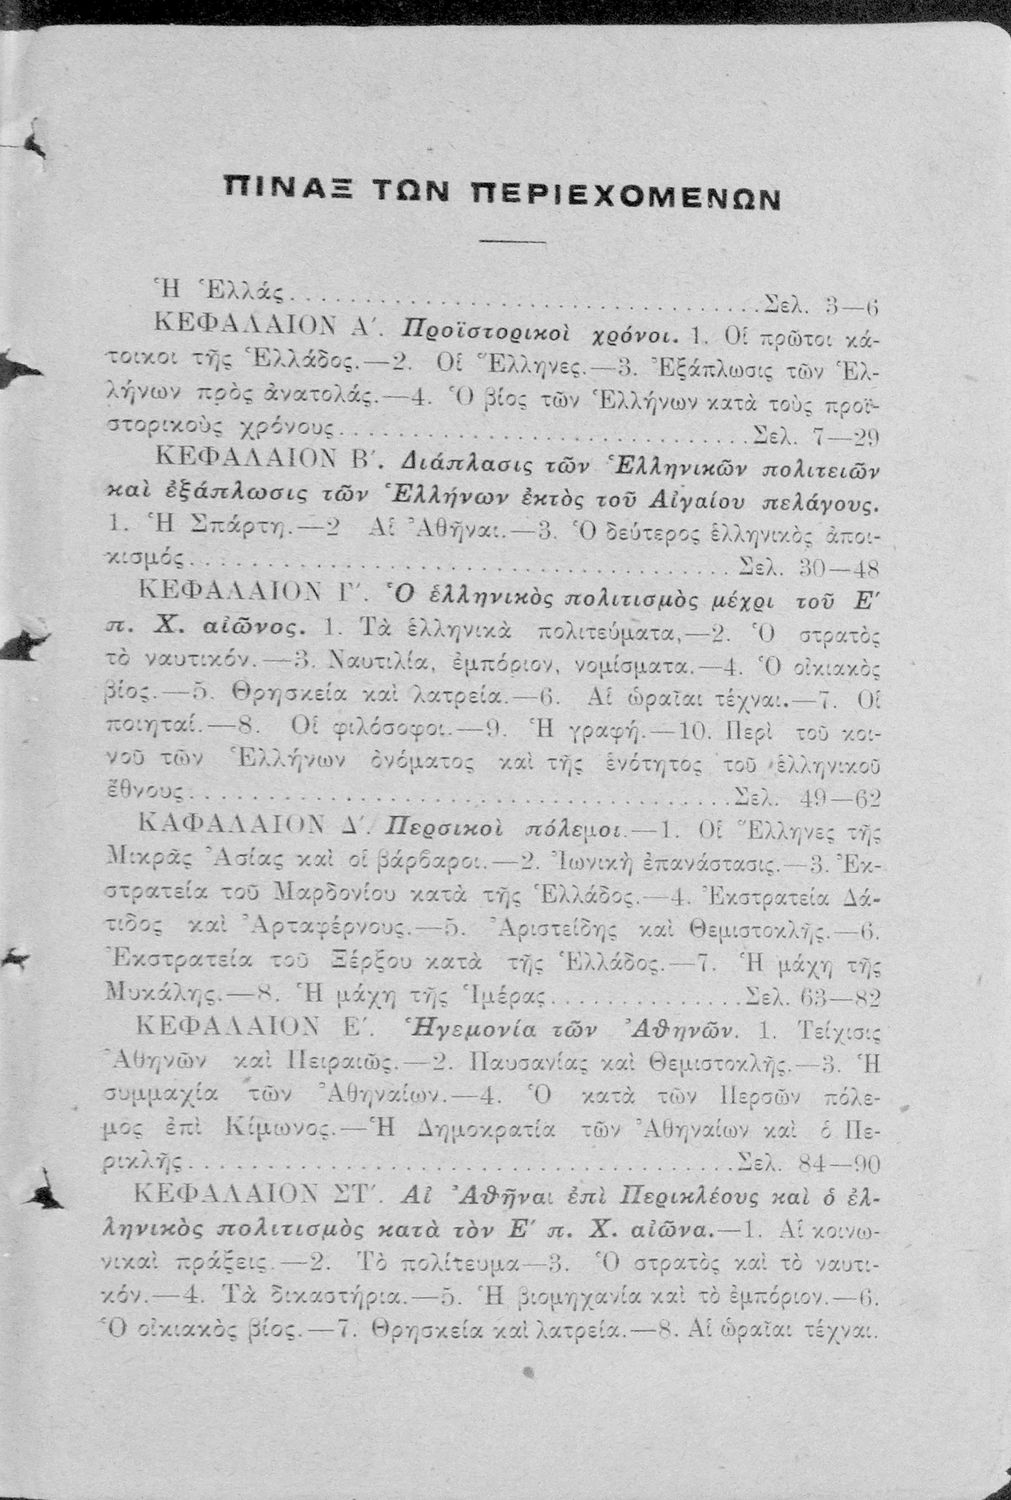 ΠΙΝΑΞ ΤΩΝ ΠΕΡΙΕΧΟΜΕΝΩΝ
Ἡ Ἑλλάς....................................Σελ. 3—6
ΚΕΦΑΛΑΙΟΝ Α΄. Προϊστορικοὶ χρόνοι. 1. Οἱ πρῶτοι κά-
τοικοι τῆς Ἑλλάδος.—2. Οἱ Ἕλληνες.—3. Ἐξάπλωσις τῶν Ἑλ-
λήνων πρὸς ἀνατολάς.—4. Ὁ βίος τῶν Ἑλλήνων κατὰ τοὺς προϊ-
στορικοὺς χρόνους...............................Σελ. 7—29
ΚΕΦΑΛΑΙΟΝ Β΄. Διάπλασις τῶν Ἑλληνικῶν πολιτειῶν
καὶ ἐξάπλωσις τῶν Ἑλλήνων ἐκτὸς τοῦ Αἰγαίου πελάγους.
1. Ἡ Σπάρτη.—2 Αἱ Ἀθῆναι.—3. Ὁ δεύτερος ἑλληνικὸς ἀποι-
κισμός..........................................Σελ. 30—48
ΚΕΦΑΛΑΙΟΝ Γ΄. Ὁ ἑλληνικὸς πολιτισμὸς μέχρι τοῦ Ε΄
π. Χ. αἰῶνος. 1. Τὰ ἑλληνικὰ πολιτεύματα,—2. Ὁ στρατὸς
τὸ ναυτικόν.—3. Ναυτιλία, ἐμπόριον, νομίσματα.—4. Ὁ οἰκιακὸς
βίος.—5. Θρησκεία καὶ λατρεία.—6. Αἱ ὡραῖαι τέχναι.—7. Οἱ
ποιηταί.—8. Οἱ φιλόσοφοι.—9. Ἡ γραφή.—10. Περὶ τοῦ κοι-
νοῦ τῶν Ἑλλήνων ὀνόματος καὶ τῆς ἑνότητος τοῦ ἑλληνικοῦ
ἔθνους.........................................Σελ. 49—62
ΚΑΦΑΛΑΙΟΝ Δ΄. Περσικοὶ πόλεμοι.—1. Οἱ Ἕλληνες τῆς
Μικρᾶς Ἀσίας καὶ οἱ βάρβαροι.—2. Ἰωνικὴ ἐπανάστασις.—3. Ἐκ-
στρατεία τοῦ Μαρδονίου κατὰ τῆς Ἑλλάδος.—4. Ἐκστρατεία Δά-
τιδος καὶ Ἀρταφέρνους.—5. Ἀριστείδης καὶ Θεμιστοκλῆς.—6.
Ἐκστρατεία τοῦ Ξέρξου κατὰ τῆς Ἑλλάδος.—7. Ἡ μάχη τῆς
Μυκάλης.—8. Ἡ μάχη τῆς Ἱμέρας..............Σελ. 63—82
ΚΕΦΑΛΑΙΟΝ Ε΄. Ἡγεμονία τῶν Ἀθηνῶν. 1. Τείχισις
Ἀθηνῶν καὶ Πειραιῶς.—2. Παυσανίας καὶ Θεμιστοκλῆς.—3. Ἡ
συμμαχία τῶν Ἀθηναίων.—4. Ὁ κατὰ τῶν Περσῶν πόλε-
μος ἐπὶ Κίμωνος.—Ἡ Δημοκρατία τῶν Ἀθηναίων καὶ ὁ Πε-
ρικλῆς.........................................Σελ. 84—90
ΚΕΦΑΛΑΙΟΝ ΣΤ΄. Αἱ Ἀθῆναι ἐπὶ Περικλέους καὶ ὁ ἑλ-
ληνικὸς πολιτισμὸς κατὰ τὸν Ε΄ π. Χ. αἰῶνα.—1. Αἱ κοινω-
νικαὶ πράξεις.—2. Τὸ πολίτευμα—3. Ὁ στρατὸς καὶ τὸ ναυτι-
κόν.—4. Τὰ δικαστήρια.—5. Ἡ βιομηχανία καὶ τὸ ἐμπόριον.—6.
Ὁ οἰκιακὸς βίος.—7. Θρησκεία καὶ λατρεία.—8. Αἱ ὡραῖαι τέχναι.